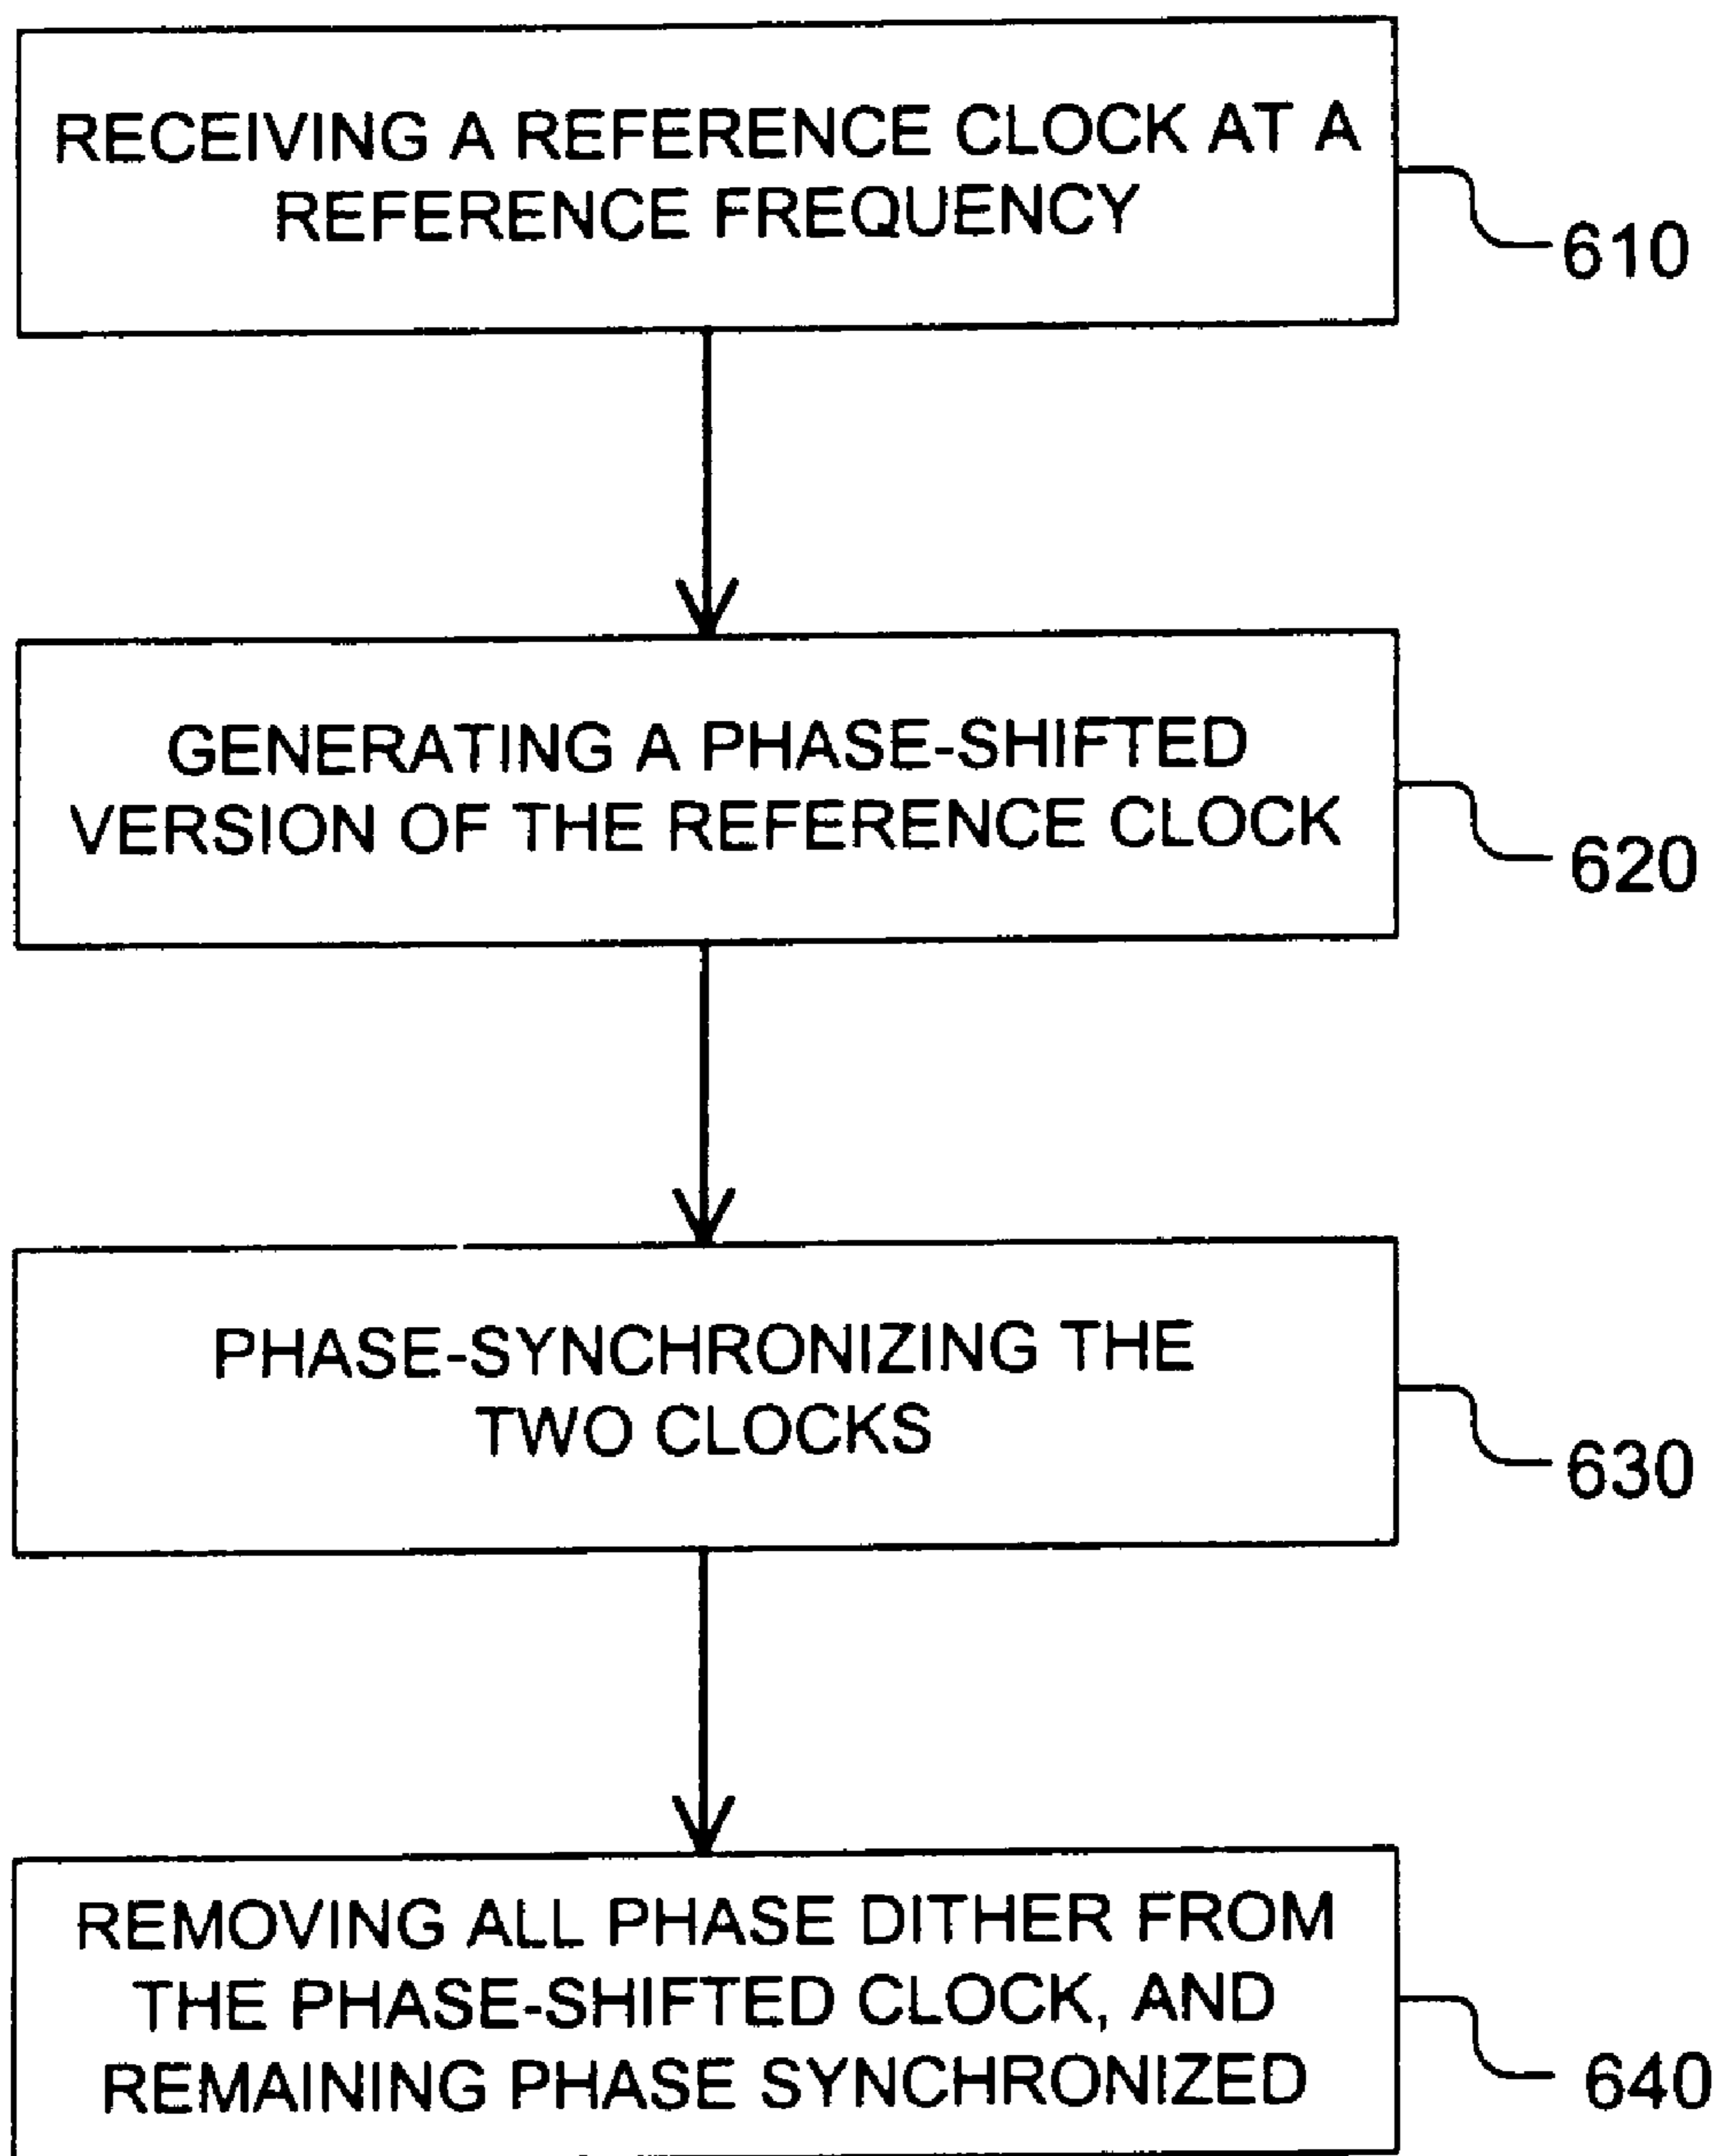 RECEIVING A REFERENCE CLOCK AT A
REFERENCE FREQUENCY
610
GENERATING A PHASE-SHIFTED
VERSION OF THE REFERENCE CLOCK
620
PHASE-SYNCHRONIZING THE
TWO CLOCKS
630
REMOVING ALL PHASE DITHER FROM
THE PHASE-SHIFTED CLOCK, AND
REMAINING PHASE SYNCHRONIZED
640